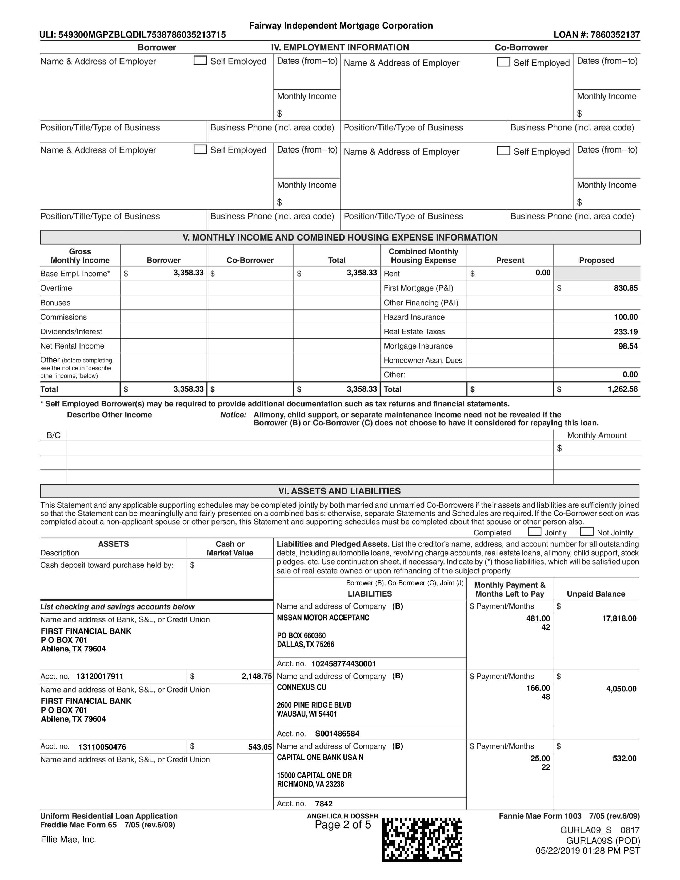 Fairway Independent Mortgage Corporation
ULI: 549300MGPZBLQDIL7538786035213715 LOAN #: 7860352137
Borrower IV. EMPLOYMENT INFORMATION Co-Borrower
Name & Address of Employer Self Employed Dates (from–to) Name & Address of Employer Self Employed Dates (from–to)
Monthly Income Monthly Income
$ $
Position/Title/Type of Business Business Phone (incl. area code) Position/Title/Type of Business Business Phone (incl. area code)
Name & Address of Employer Self Employed Dates (from–to) Name & Address of Employer Self Employed Dates (from–to)
Monthly Income Monthly Income
$ $
Position/Title/Type of Business Business Phone (incl. area code) Position/Title/Type of Business Business Phone (incl. area code)
V. MONTHLY INCOME AND COMBINED HOUSING EXPENSE INFORMATION
Gross Monthly Income Borrower Co-Borrower Total Combined Monthly Housing Expense Present Proposed
Base Empl. Income* $ 3,358.33 $ $ 3,358.33 Rent $ 0.00
Overtime First Mortgage (P&I) $ 830.85
Bonuses Other Financing (P&I)
Commissions Hazard Insurance 100.00
Dividends/Interest Real Estate Taxes 233.19
Net Rental Income Mortgage Insurance 98.54
Other (before completing, Homeowner Assn. Dues
see the notice in "describe
other income," below) Other: 0.00
Total $ 3,358.33 $ $ 3,358.33 Total $ $ 1,262.58
* Self Employed Borrower(s) may be required to provide additional documentation such as tax returns and financial statements.
Describe Other Income Notice: Alimony, child support, or separate maintenance income need not be revealed if the
Borrower (B) or Co-Borrower (C) does not choose to have it considered for repaying this loan.
B/C Monthly Amount
$
VI. ASSETS AND LIABILITIES
This Statement and any applicable supporting schedules may be completed jointly by both married and unmarried Co-Borrowers if their assets and liabilities are sufficiently joined
so that the Statement can be meaningfully and fairly presented on a combined basis; otherwise, separate Statements and Schedules are required. If the Co-Borrower section was
completed about a non-applicant spouse or other person, this Statement and supporting schedules must be completed about that spouse or other person also.
Completed Jointly Not Jointly
ASSETS Cash or Market Value
Description
Cash deposit toward purchase held by: $
Liabilities and Pledged Assets. List the creditor's name, address, and account number for all outstanding
debts, including automobile loans, revolving charge accounts, real estate loans, alimony, child support, stock
pledges, etc. Use continuation sheet, if necessary. Indicate by (*) those liabilities, which will be satisfied upon
sale of real estate owned or upon refinancing of the subject property.
Borrower (B), Co-Borrower (C), Joint (J)
LIABILITIES Monthly Payment & Months Left to Pay Unpaid Balance
List checking and savings accounts below
Name and address of Bank, S&L, or Credit Union
FIRST FINANCIAL BANK
P O BOX 701
Abilene, TX 79604
Name and address of Company (B) $ Payment/Months $
NISSAN MOTOR ACCEPTANC 481.00 17,818.00
42
PO BOX 660360
DALLAS, TX 75266
Acct. no. 102458774430001
Acct. no. 13120017911 $ 2,148.75
Name and address of Bank, S&L, or Credit Union
FIRST FINANCIAL BANK
P O BOX 701
Abilene, TX 79604
Name and address of Company (B) $ Payment/Months $
CONNEXUS CU 166.00 4,050.00
48
2600 PINE RIDGE BLVD
WAUSAU, WI 54401
Acct. no. S001486584
Acct. no. 13110050476 $ 543.05
Name and address of Bank, S&L, or Credit Union
Name and address of Company (B) $ Payment/Months $
CAPITAL ONE BANK USA N 25.00 532.00
22
15000 CAPITAL ONE DR
RICHMOND, VA 23238
Acct. no. 7842
Uniform Residential Loan Application ANGELICA R DOSSER Fannie Mae Form 1003 7/05 (rev.6/09)
Freddie Mac Form 65 7/05 (rev.6/09) Page 2 of 5
Ellie Mae, Inc. GURLA09_S 0817
GURLA09S (POD)
05/22/2019 01:28 PM PST